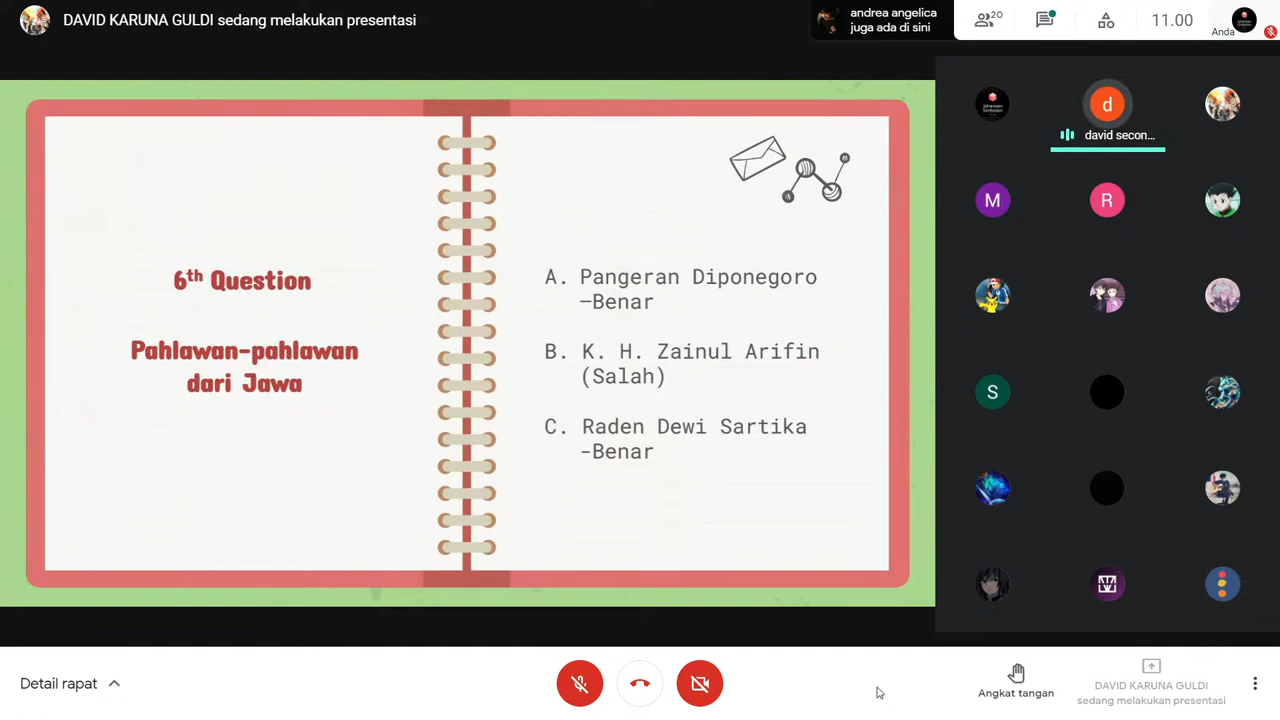 DAVID KARUNA GULDI sedang melakukan presentasi
andrea angelica
juga ada di sini
20
11.00
Anda
6th Question
Pahlawan-pahlawan
dari Jawa
A. Pangeran Diponegoro
–Benar
B. K. H. Zainul Arifin
(Salah)
C. Raden Dewi Sartika
-Benar
d
david secon...
M
R
S
Detail rapat
Angkat tangan
DAVID KARUNA GULDI
sedang melakukan presentasi